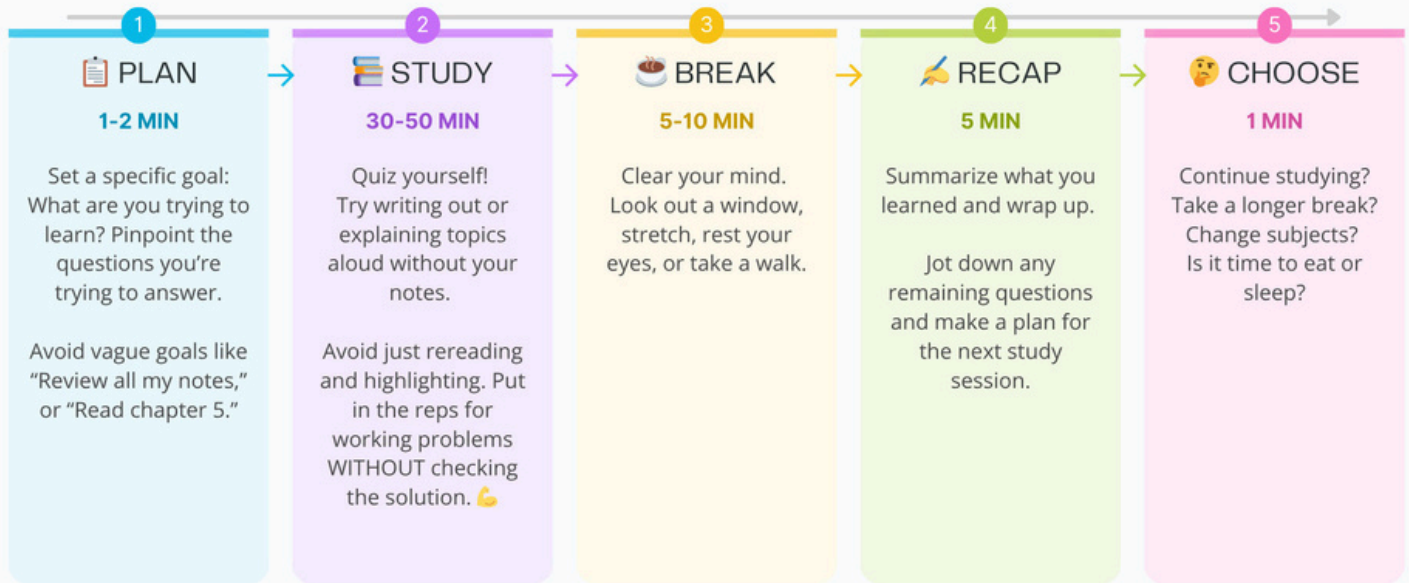 1
PLAN
1-2 MIN
Set a specific goal:
What are you trying to
learn? Pinpoint the
questions you’re
trying to answer.
Avoid vague goals like
“Review all my notes,”
or “Read chapter 5.”
2
STUDY
30-50 MIN
Quiz yourself!
Try writing out or
explaining topics
aloud without your
notes.
Avoid just rereading
and highlighting. Put
in the reps for
working problems
WITHOUT checking
the solution. 💪
3
BREAK
5-10 MIN
Clear your mind.
Look out a window,
stretch, rest your
eyes, or take a walk.
4
RECAP
5 MIN
Summarize what you
learned and wrap up.
Jot down any
remaining questions
and make a plan for
the next study
session.
5
CHOOSE
1 MIN
Continue studying?
Take a longer break?
Change subjects?
Is it time to eat or
sleep?